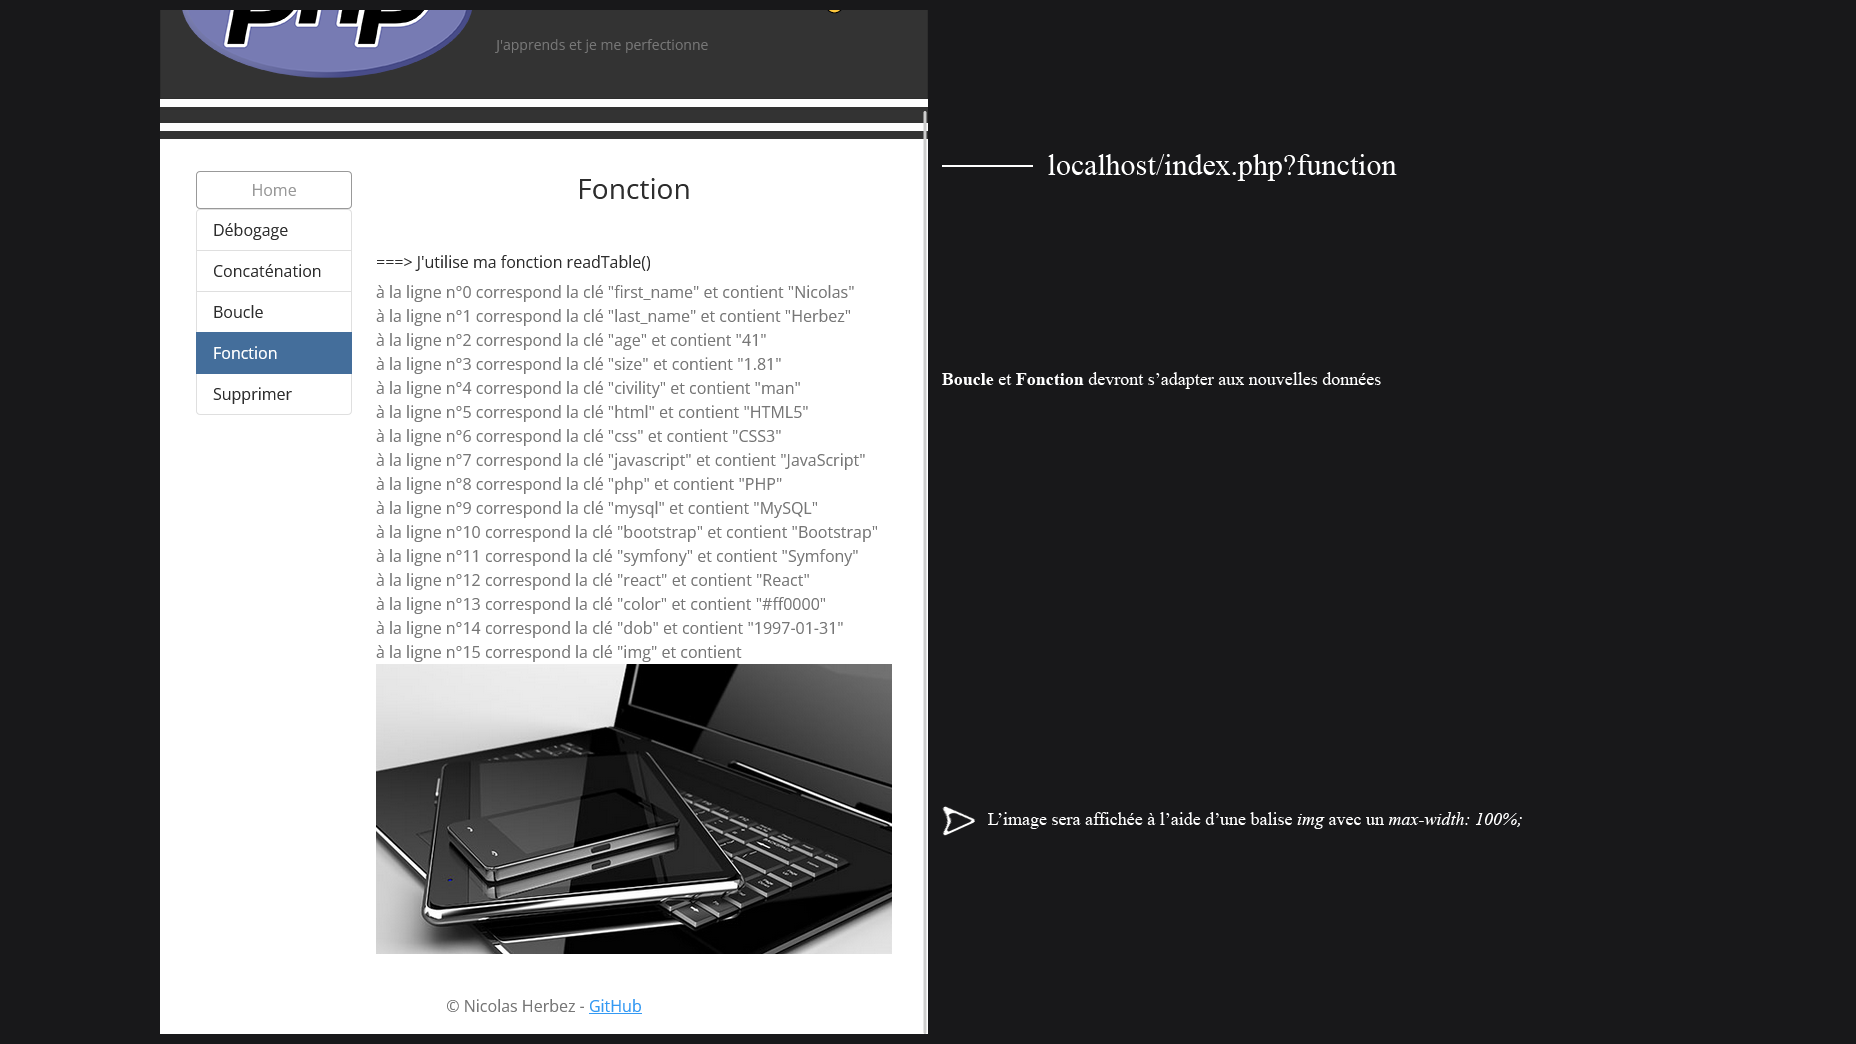 php
J'apprends et je me perfectionne
localhost/index.php?function
Home
Débogage
Concaténation
Boucle
Fonction
Supprimer
Fonction
===> J'utilise ma fonction readTable()
à la ligne n°0 correspond la clé "first_name" et contient "Nicolas"
à la ligne n°1 correspond la clé "last_name" et contient "Herbez"
à la ligne n°2 correspond la clé "age" et contient "41"
à la ligne n°3 correspond la clé "size" et contient "1.81"
à la ligne n°4 correspond la clé "civility" et contient "man"
à la ligne n°5 correspond la clé "html" et contient "HTML5"
à la ligne n°6 correspond la clé "css" et contient "CSS3"
à la ligne n°7 correspond la clé "javascript" et contient "JavaScript"
à la ligne n°8 correspond la clé "php" et contient "PHP"
à la ligne n°9 correspond la clé "mysql" et contient "MySQL"
à la ligne n°10 correspond la clé "bootstrap" et contient "Bootstrap"
à la ligne n°11 correspond la clé "symfony" et contient "Symfony"
à la ligne n°12 correspond la clé "react" et contient "React"
à la ligne n°13 correspond la clé "color" et contient "#ff0000"
à la ligne n°14 correspond la clé "dob" et contient "1997-01-31"
à la ligne n°15 correspond la clé "img" et contient
Boucle et Fonction devront s’adapter aux nouvelles données
L’image sera affichée à l’aide d’une balise img avec un max-width: 100%;
© Nicolas Herbez - GitHub